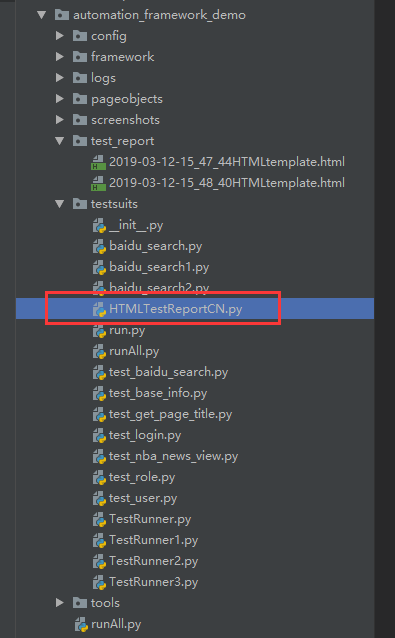 automation_framework_demo
config
framework
logs
pageobjects
screenshots
test_report
2019-03-12-15_47_44HTMLtemplate.html
2019-03-12-15_48_40HTMLtemplate.html
testsuits
__init__.py
baidu_search.py
baidu_search1.py
baidu_search2.py
HTMLTestReportCN.py
run.py
runAll.py
test_baidu_search.py
test_base_info.py
test_get_page_title.py
test_login.py
test_nba_news_view.py
test_role.py
test_user.py
TestRunner.py
TestRunner1.py
TestRunner2.py
TestRunner3.py
tools
runAll.py